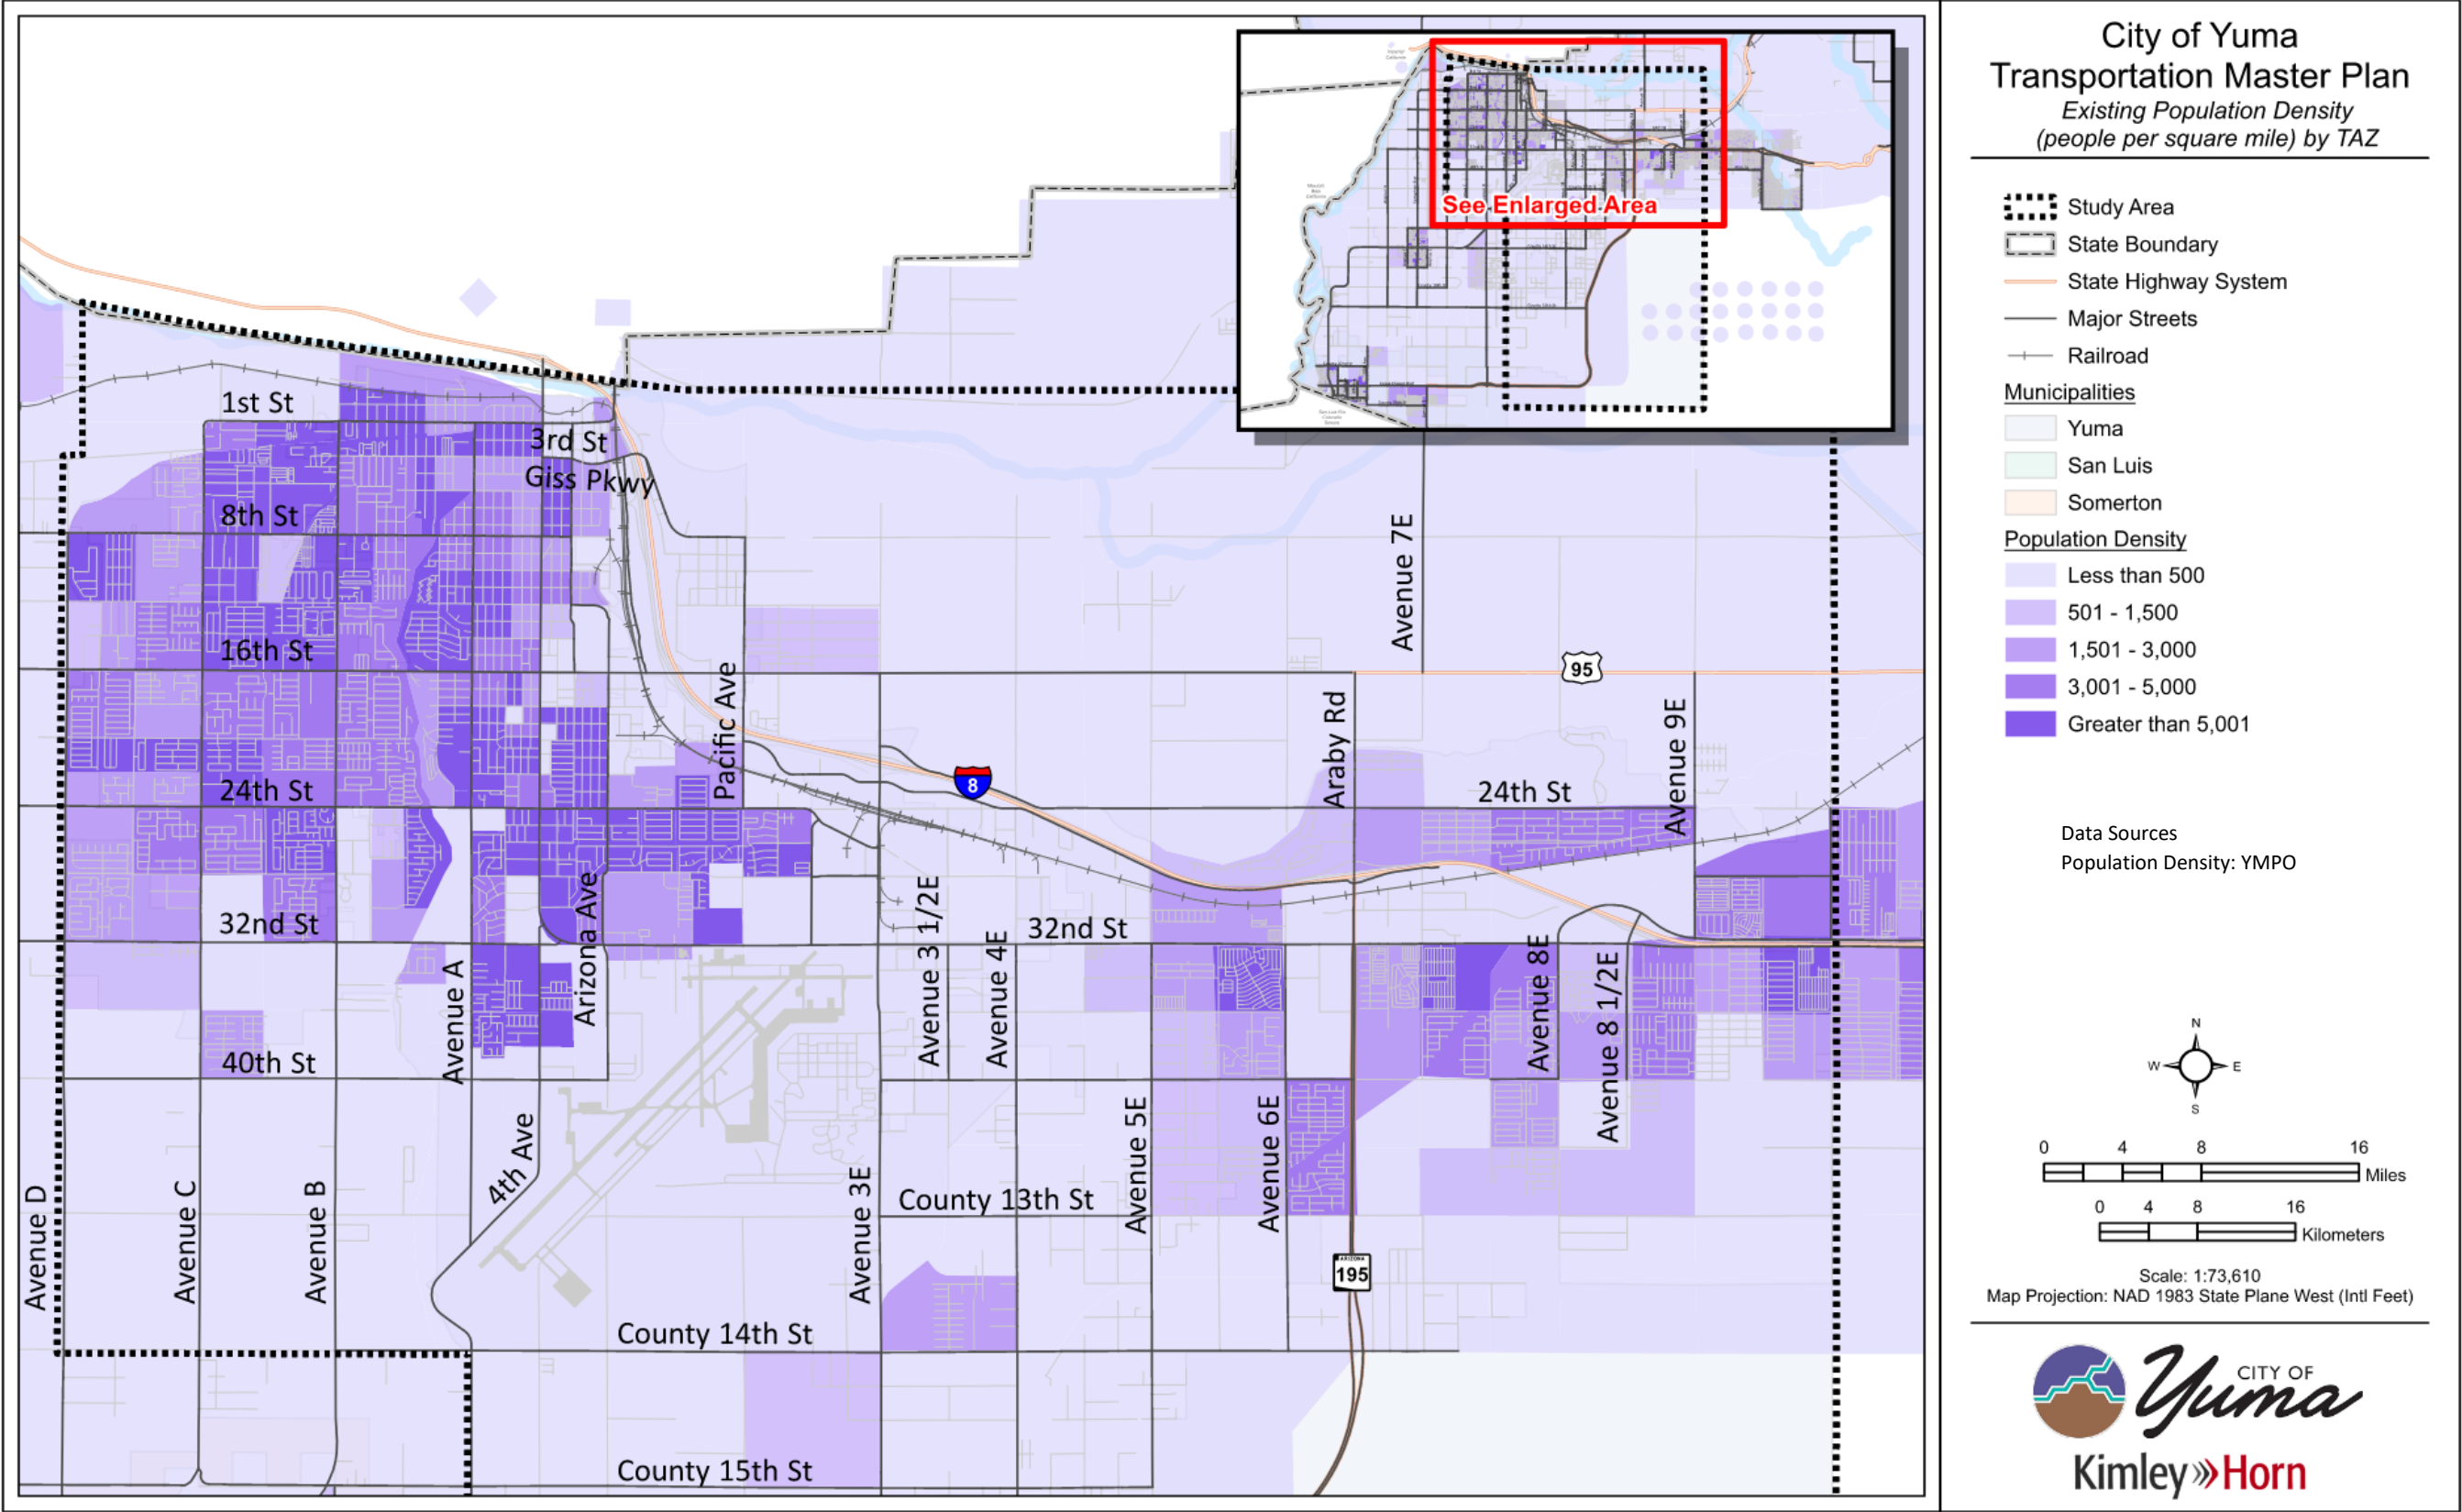 City of Yuma
Transportation Master Plan
Existing Population Density
(people per square mile) by TAZ
Study Area
State Boundary
State Highway System
Major Streets
Railroad
Municipalities
Yuma
San Luis
Somerton
Population Density
Less than 500
501 - 1,500
1,501 - 3,000
3,001 - 5,000
Greater than 5,001
Data Sources
Population Density: YMPO
N
W
E
S
0 4 8 16
Miles
0 4 8 16
Kilometers
Scale: 1:73,610
Map Projection: NAD 1983 State Plane West (Intl Feet)
CITY OF
Yuma
Kimley»Horn
See Enlarged Area
1st St
3rd St
Giss Pkwy
8th St
16th St
24th St
32nd St
40th St
Avenue D
Avenue C
Avenue B
Avenue A
4th Ave
Arizona Ave
Pacific Ave
Avenue 3E
Avenue 3 1/2E
Avenue 4E
Avenue 5E
Avenue 6E
Araby Rd
Avenue 7E
Avenue 8E
Avenue 8 1/2E
Avenue 9E
24th St
32nd St
County 13th St
County 14th St
County 15th St
95
8
ARIZONA
195